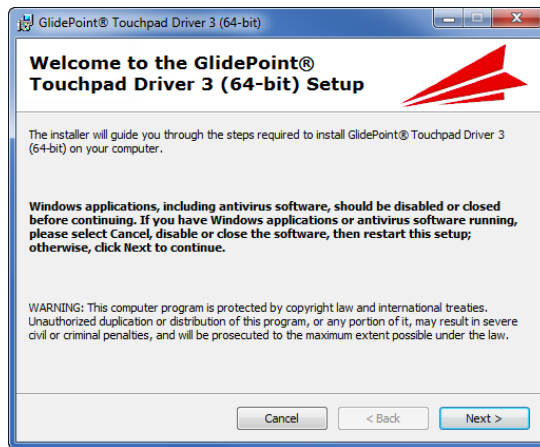 GlidePoint® Touchpad Driver 3 (64-bit)
Welcome to the GlidePoint®
Touchpad Driver 3 (64-bit) Setup
The installer will guide you through the steps required to install GlidePoint® Touchpad Driver 3
(64-bit) on your computer.
Windows applications, including antivirus software, should be disabled or closed
before continuing. If you have Windows applications or antivirus software running,
please select Cancel, disable or close the software, then restart this setup;
otherwise, click Next to continue.
WARNING: This computer program is protected by copyright law and international treaties.
Unauthorized duplication or distribution of this program, or any portion of it, may result in severe
civil or criminal penalties, and will be prosecuted to the maximum extent possible under the law.
Cancel < Back Next >